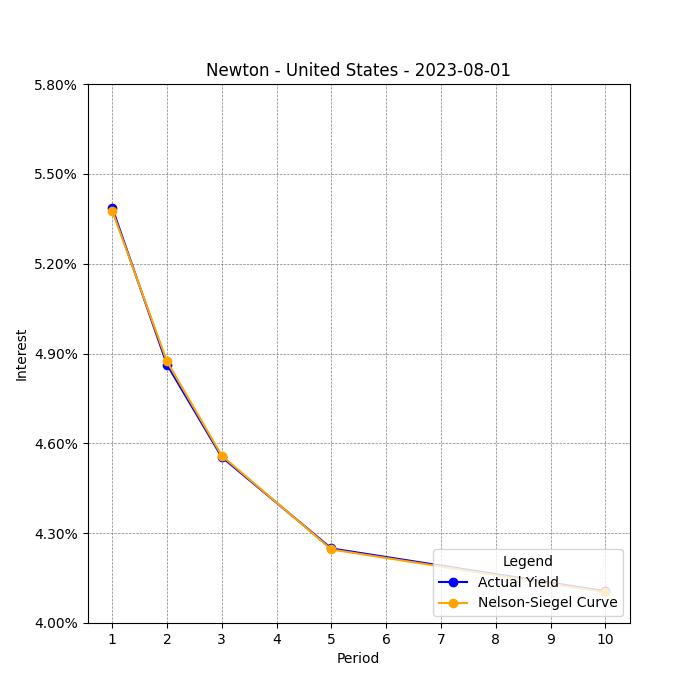 Newton - United States - 2023-08-01
5.80%
5.50%
5.20%
4.90%
4.60%
4.30%
4.00%
Interest
Legend
Actual Yield
Nelson-Siegel Curve
1 2 3 4 5 6 7 8 9 10
Period